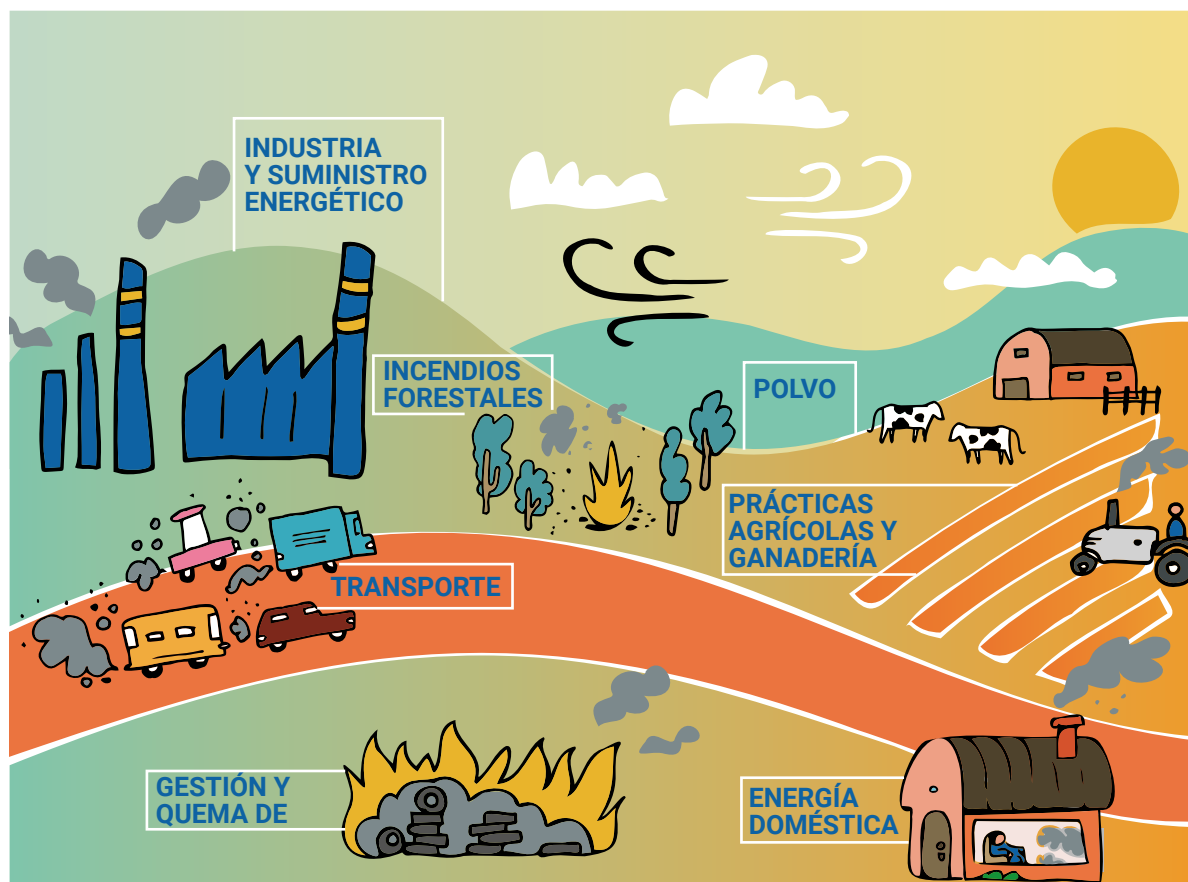 INDUSTRIA
Y SUMINISTRO
ENERGÉTICO
INCENDIOS
FORESTALES
POLVO
PRÁCTICAS
AGRÍCOLAS Y
GANADERÍA
TRANSPORTE
GESTIÓN Y
QUEMA DE
ENERGÍA
DOMÉSTICA